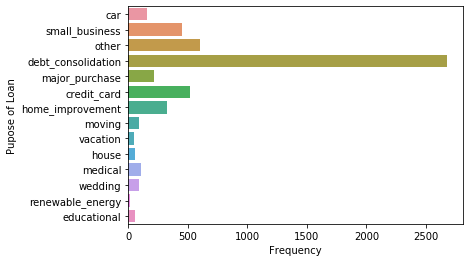 car
small_business
other
debt_consolidation
major_purchase
credit_card
home_improvement
moving
vacation
house
medical
wedding
renewable_energy
educational
Pupose of Loan
0 500 1000 1500 2000 2500
Frequency